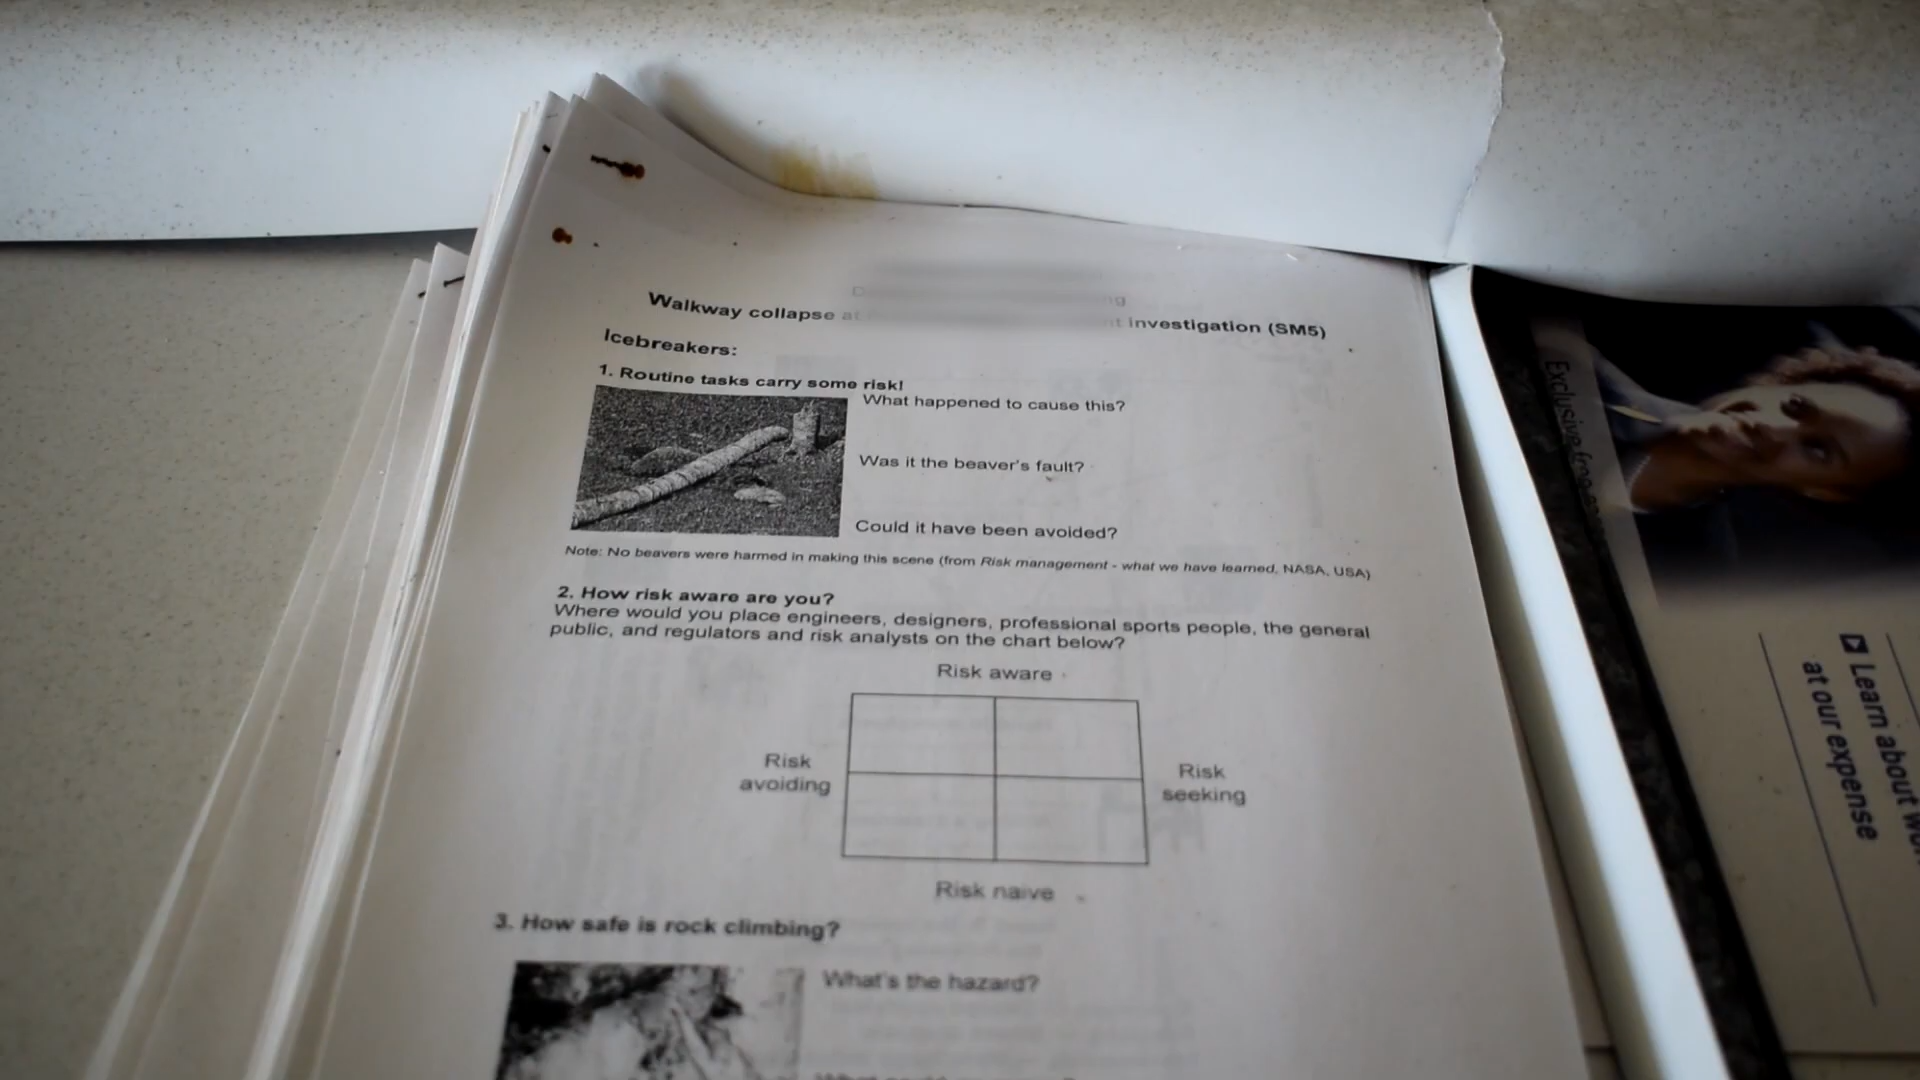 Walkway collapse at
investigation (SM5)
Icebreakers:
1. Routine tasks carry some risk!
What happened to cause this?
Was it the beaver's fault?
Could it have been avoided?
Note: No beavers were harmed in making this scene (from Risk management - what we have learned, NASA, USA)
2. How risk aware are you?
Where would you place engineers, designers, professional sports people, the general
public, and regulators and risk analysts on the chart below?
Risk aware
Risk
avoiding
Risk
seeking
Risk naive
3. How safe is rock climbing?
What's the hazard?
Exclusive free
Learn about
at our expense